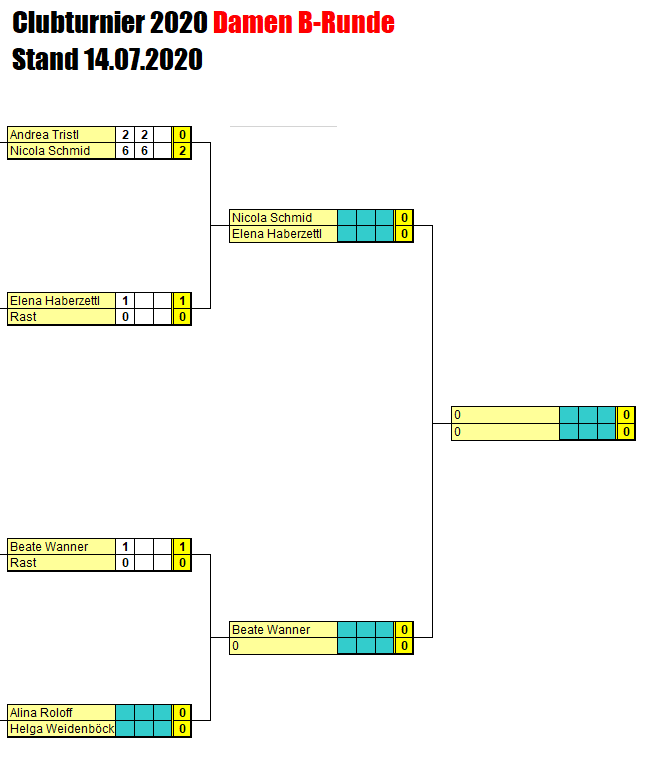 Clubturnier 2020 Damen B-Runde
Stand 14.07.2020
Andrea Tristl 2 2 0
Nicola Schmid 6 6 2
Nicola Schmid 0
Elena Haberzettl 0
Elena Haberzettl 1 1
Rast 0 0
0 0
0 0
Beate Wanner 1 1
Rast 0 0
Beate Wanner 0
0 0
Alina Roloff 0
Helga Weidenböck 0